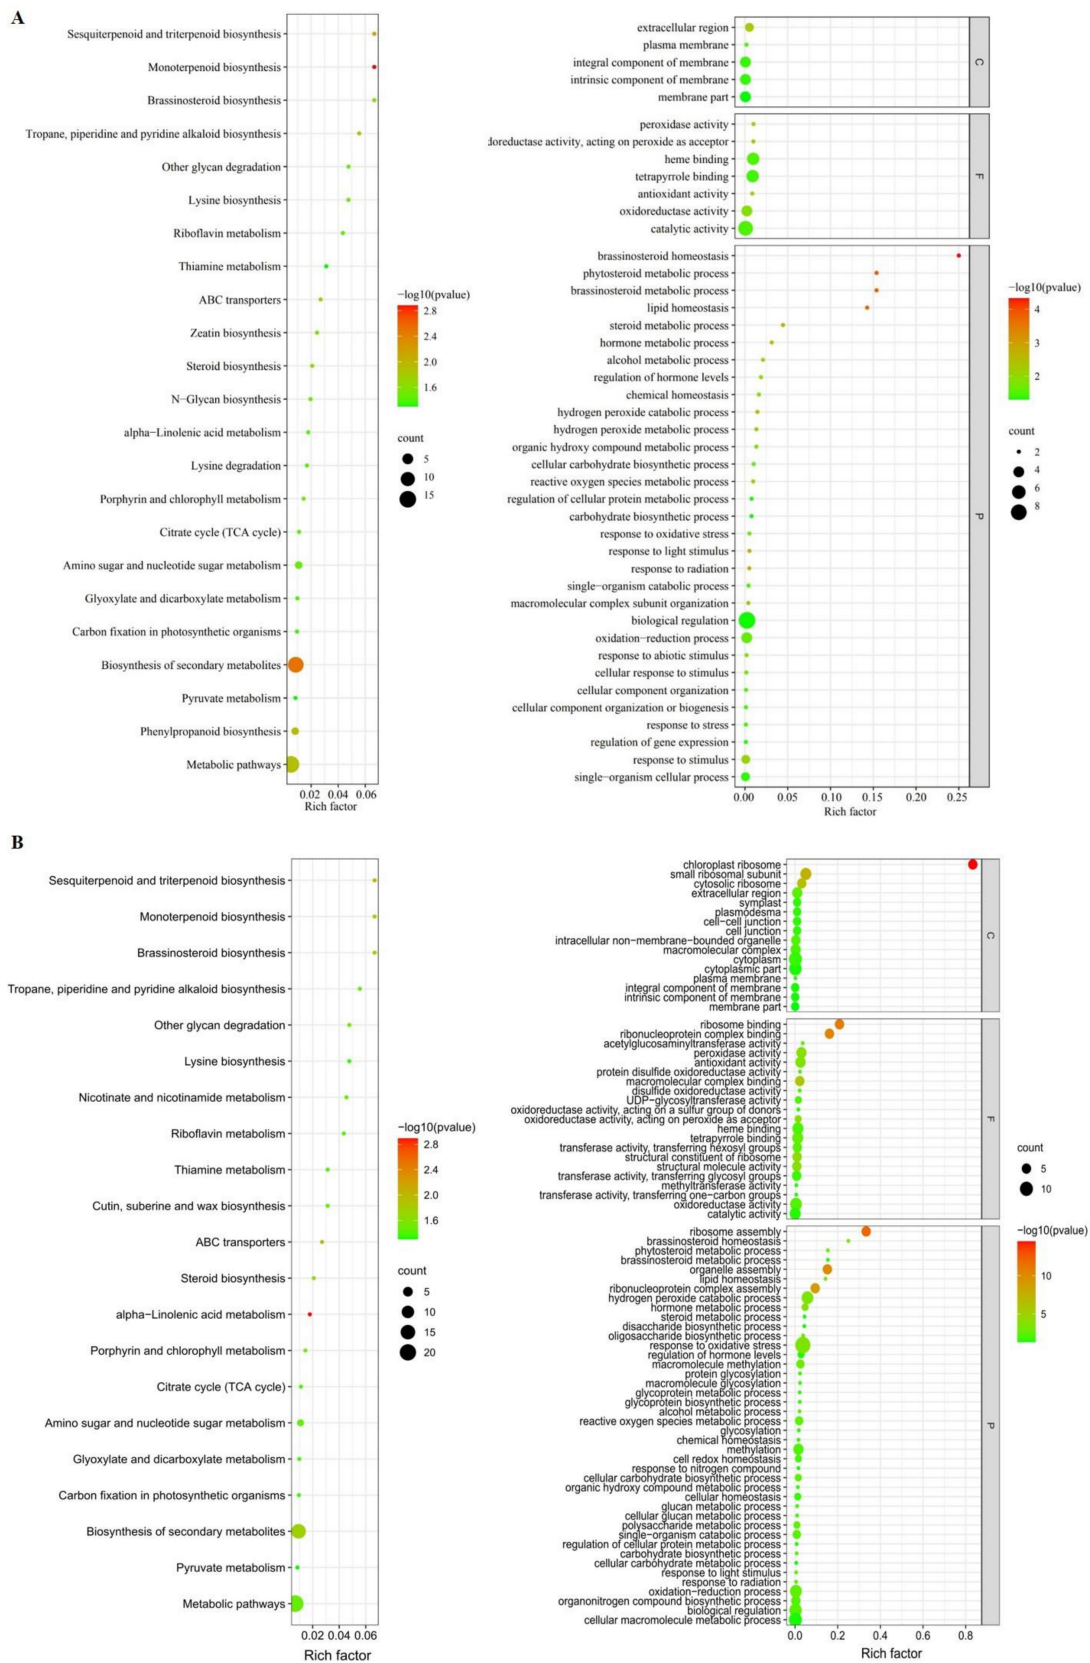 A
Sesquiterpenoid and triterpenoid biosynthesis
Monoterpenoid biosynthesis
Brassinosteroid biosynthesis
Tropane, piperidine and pyridine alkaloid biosynthesis
Other glycan degradation
Lysine biosynthesis
Riboflavin metabolism
Thiamine metabolism
ABC transporters
Zeatin biosynthesis
Steroid biosynthesis
N−Glycan biosynthesis
alpha−Linolenic acid metabolism
Lysine degradation
Porphyrin and chlorophyll metabolism
Citrate cycle (TCA cycle)
Amino sugar and nucleotide sugar metabolism
Glyoxylate and dicarboxylate metabolism
Carbon fixation in photosynthetic organisms
Biosynthesis of secondary metabolites
Pyruvate metabolism
Phenylpropanoid biosynthesis
Metabolic pathways
0.02 0.04 0.06
Rich factor
−log10(pvalue)
2.8
2.4
2.0
1.6
count
5
10
15
extracellular region
plasma membrane
integral component of membrane
intrinsic component of membrane
membrane part
C
peroxidase activity
doreductase activity, acting on peroxide as acceptor
heme binding
tetrapyrrole binding
antioxidant activity
oxidoreductase activity
catalytic activity
F
brassinosteroid homeostasis
phytosteroid metabolic process
brassinosteroid metabolic process
lipid homeostasis
steroid metabolic process
hormone metabolic process
alcohol metabolic process
regulation of hormone levels
chemical homeostasis
hydrogen peroxide catabolic process
hydrogen peroxide metabolic process
organic hydroxy compound metabolic process
cellular carbohydrate biosynthetic process
reactive oxygen species metabolic process
regulation of cellular protein metabolic process
carbohydrate biosynthetic process
response to oxidative stress
response to light stimulus
response to radiation
single−organism catabolic process
macromolecular complex subunit organization
biological regulation
oxidation−reduction process
response to abiotic stimulus
cellular response to stimulus
cellular component organization
cellular component organization or biogenesis
response to stress
regulation of gene expression
response to stimulus
single−organism cellular process
P
0.00 0.05 0.10 0.15 0.20 0.25
Rich factor
−log10(pvalue)
4
3
2
count
2
4
6
8
B
Sesquiterpenoid and triterpenoid biosynthesis
Monoterpenoid biosynthesis
Brassinosteroid biosynthesis
Tropane, piperidine and pyridine alkaloid biosynthesis
Other glycan degradation
Lysine biosynthesis
Nicotinate and nicotinamide metabolism
Riboflavin metabolism
Thiamine metabolism
Cutin, suberine and wax biosynthesis
ABC transporters
Steroid biosynthesis
alpha−Linolenic acid metabolism
Porphyrin and chlorophyll metabolism
Citrate cycle (TCA cycle)
Amino sugar and nucleotide sugar metabolism
Glyoxylate and dicarboxylate metabolism
Carbon fixation in photosynthetic organisms
Biosynthesis of secondary metabolites
Pyruvate metabolism
Metabolic pathways
0.02 0.04 0.06
Rich factor
−log10(pvalue)
2.8
2.4
2.0
1.6
count
5
10
15
20
chloroplast ribosome
small ribosomal subunit
cytosolic ribosome
extracellular region
symplast
plasmodesma
cell−cell junction
cell junction
intracellular non−membrane−bounded organelle
macromolecular complex
cytoplasm
cytoplasmic part
plasma membrane
integral component of membrane
intrinsic component of membrane
membrane part
C
ribosome binding
ribonucleoprotein complex binding
acetylglucosaminyltransferase activity
peroxidase activity
antioxidant activity
protein disulfide oxidoreductase activity
macromolecular complex binding
disulfide oxidoreductase activity
UDP−glycosyltransferase activity
oxidoreductase activity, acting on a sulfur group of donors
oxidoreductase activity, acting on peroxide as acceptor
heme binding
tetrapyrrole binding
transferase activity, transferring hexosyl groups
structural constituent of ribosome
structural molecule activity
transferase activity, transferring glycosyl groups
methyltransferase activity
transferase activity, transferring one−carbon groups
oxidoreductase activity
catalytic activity
F
ribosome assembly
brassinosteroid homeostasis
phytosteroid metabolic process
brassinosteroid metabolic process
organelle assembly
lipid homeostasis
ribonucleoprotein complex assembly
hydrogen peroxide catabolic process
hormone metabolic process
steroid metabolic process
disaccharide biosynthetic process
oligosaccharide biosynthetic process
response to oxidative stress
regulation of hormone levels
macromolecule methylation
protein glycosylation
macromolecule glycosylation
glycoprotein metabolic process
glycoprotein biosynthetic process
alcohol metabolic process
reactive oxygen species metabolic process
glycosylation
chemical homeostasis
methylation
cell redox homeostasis
response to nitrogen compound
cellular carbohydrate biosynthetic process
organic hydroxy compound metabolic process
cellular homeostasis
glucan metabolic process
cellular glucan metabolic process
polysaccharide metabolic process
single−organism catabolic process
regulation of cellular protein metabolic process
carbohydrate biosynthetic process
cellular carbohydrate metabolic process
response to light stimulus
response to radiation
oxidation−reduction process
organonitrogen compound biosynthetic process
biological regulation
cellular macromolecule metabolic process
P
0.0 0.2 0.4 0.6 0.8
Rich factor
count
5
10
−log10(pvalue)
10
5